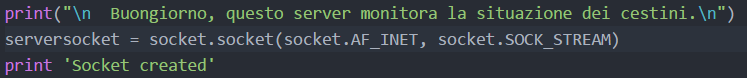 print("\n  Buongiorno, questo server monitora la situazione dei cestini.\n")
serversocket = socket.socket(socket.AF_INET, socket.SOCK_STREAM)
print 'Socket created'